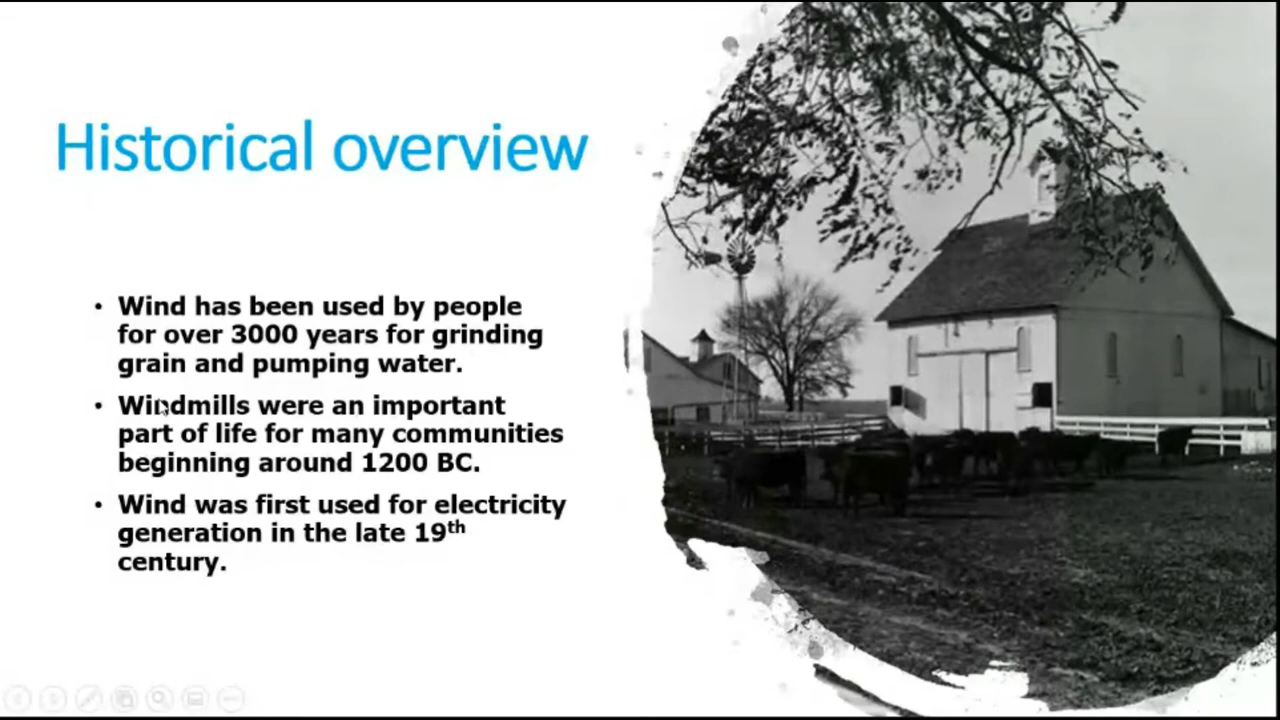 Historical overview
• Wind has been used by people
for over 3000 years for grinding
grain and pumping water.
• Windmills were an important
part of life for many communities
beginning around 1200 BC.
• Wind was first used for electricity
generation in the late 19th
century.